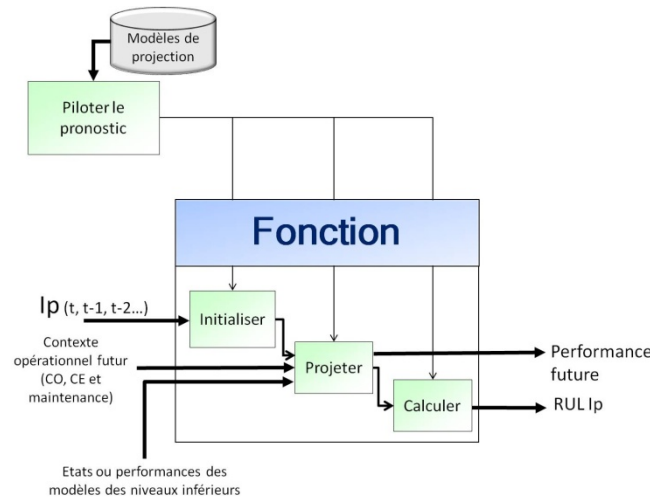 Modèles de
projection
Piloter le
pronostic
Fonction
Ip (t, t-1, t-2...)
Initialiser
Contexte
opérationnel futur
(CO, CE et
maintenance)
Projeter
Performance
future
Calculer
RUL Ip
Etats ou performances des
modèles des niveaux inférieurs